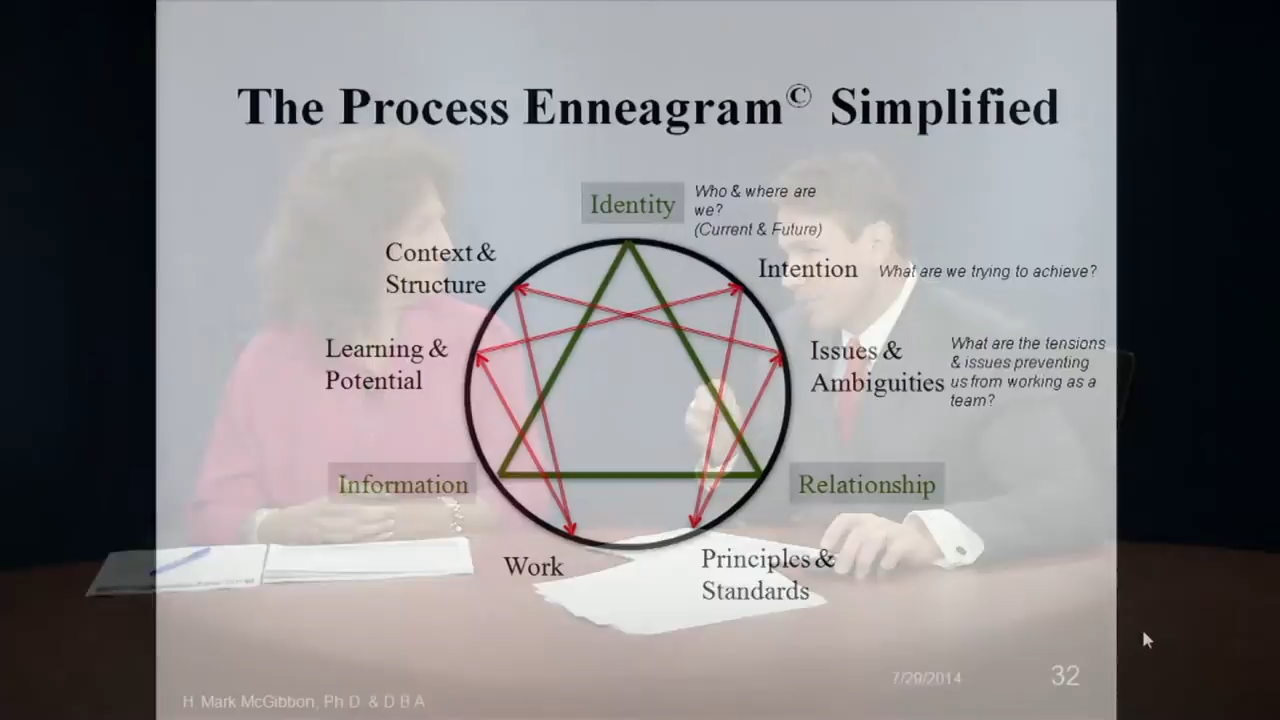 The Process Enneagram© Simplified
Identity
Who & where are
we?
(Current & Future)
Context &
Structure
Intention
What are we trying to achieve?
Learning &
Potential
Issues &
Ambiguities
What are the tensions
& issues preventing
us from working as a
team?
Information
Relationship
Work
Principles &
Standards
H Mark McGibbon, Ph D & D B A
7/29/2014
32